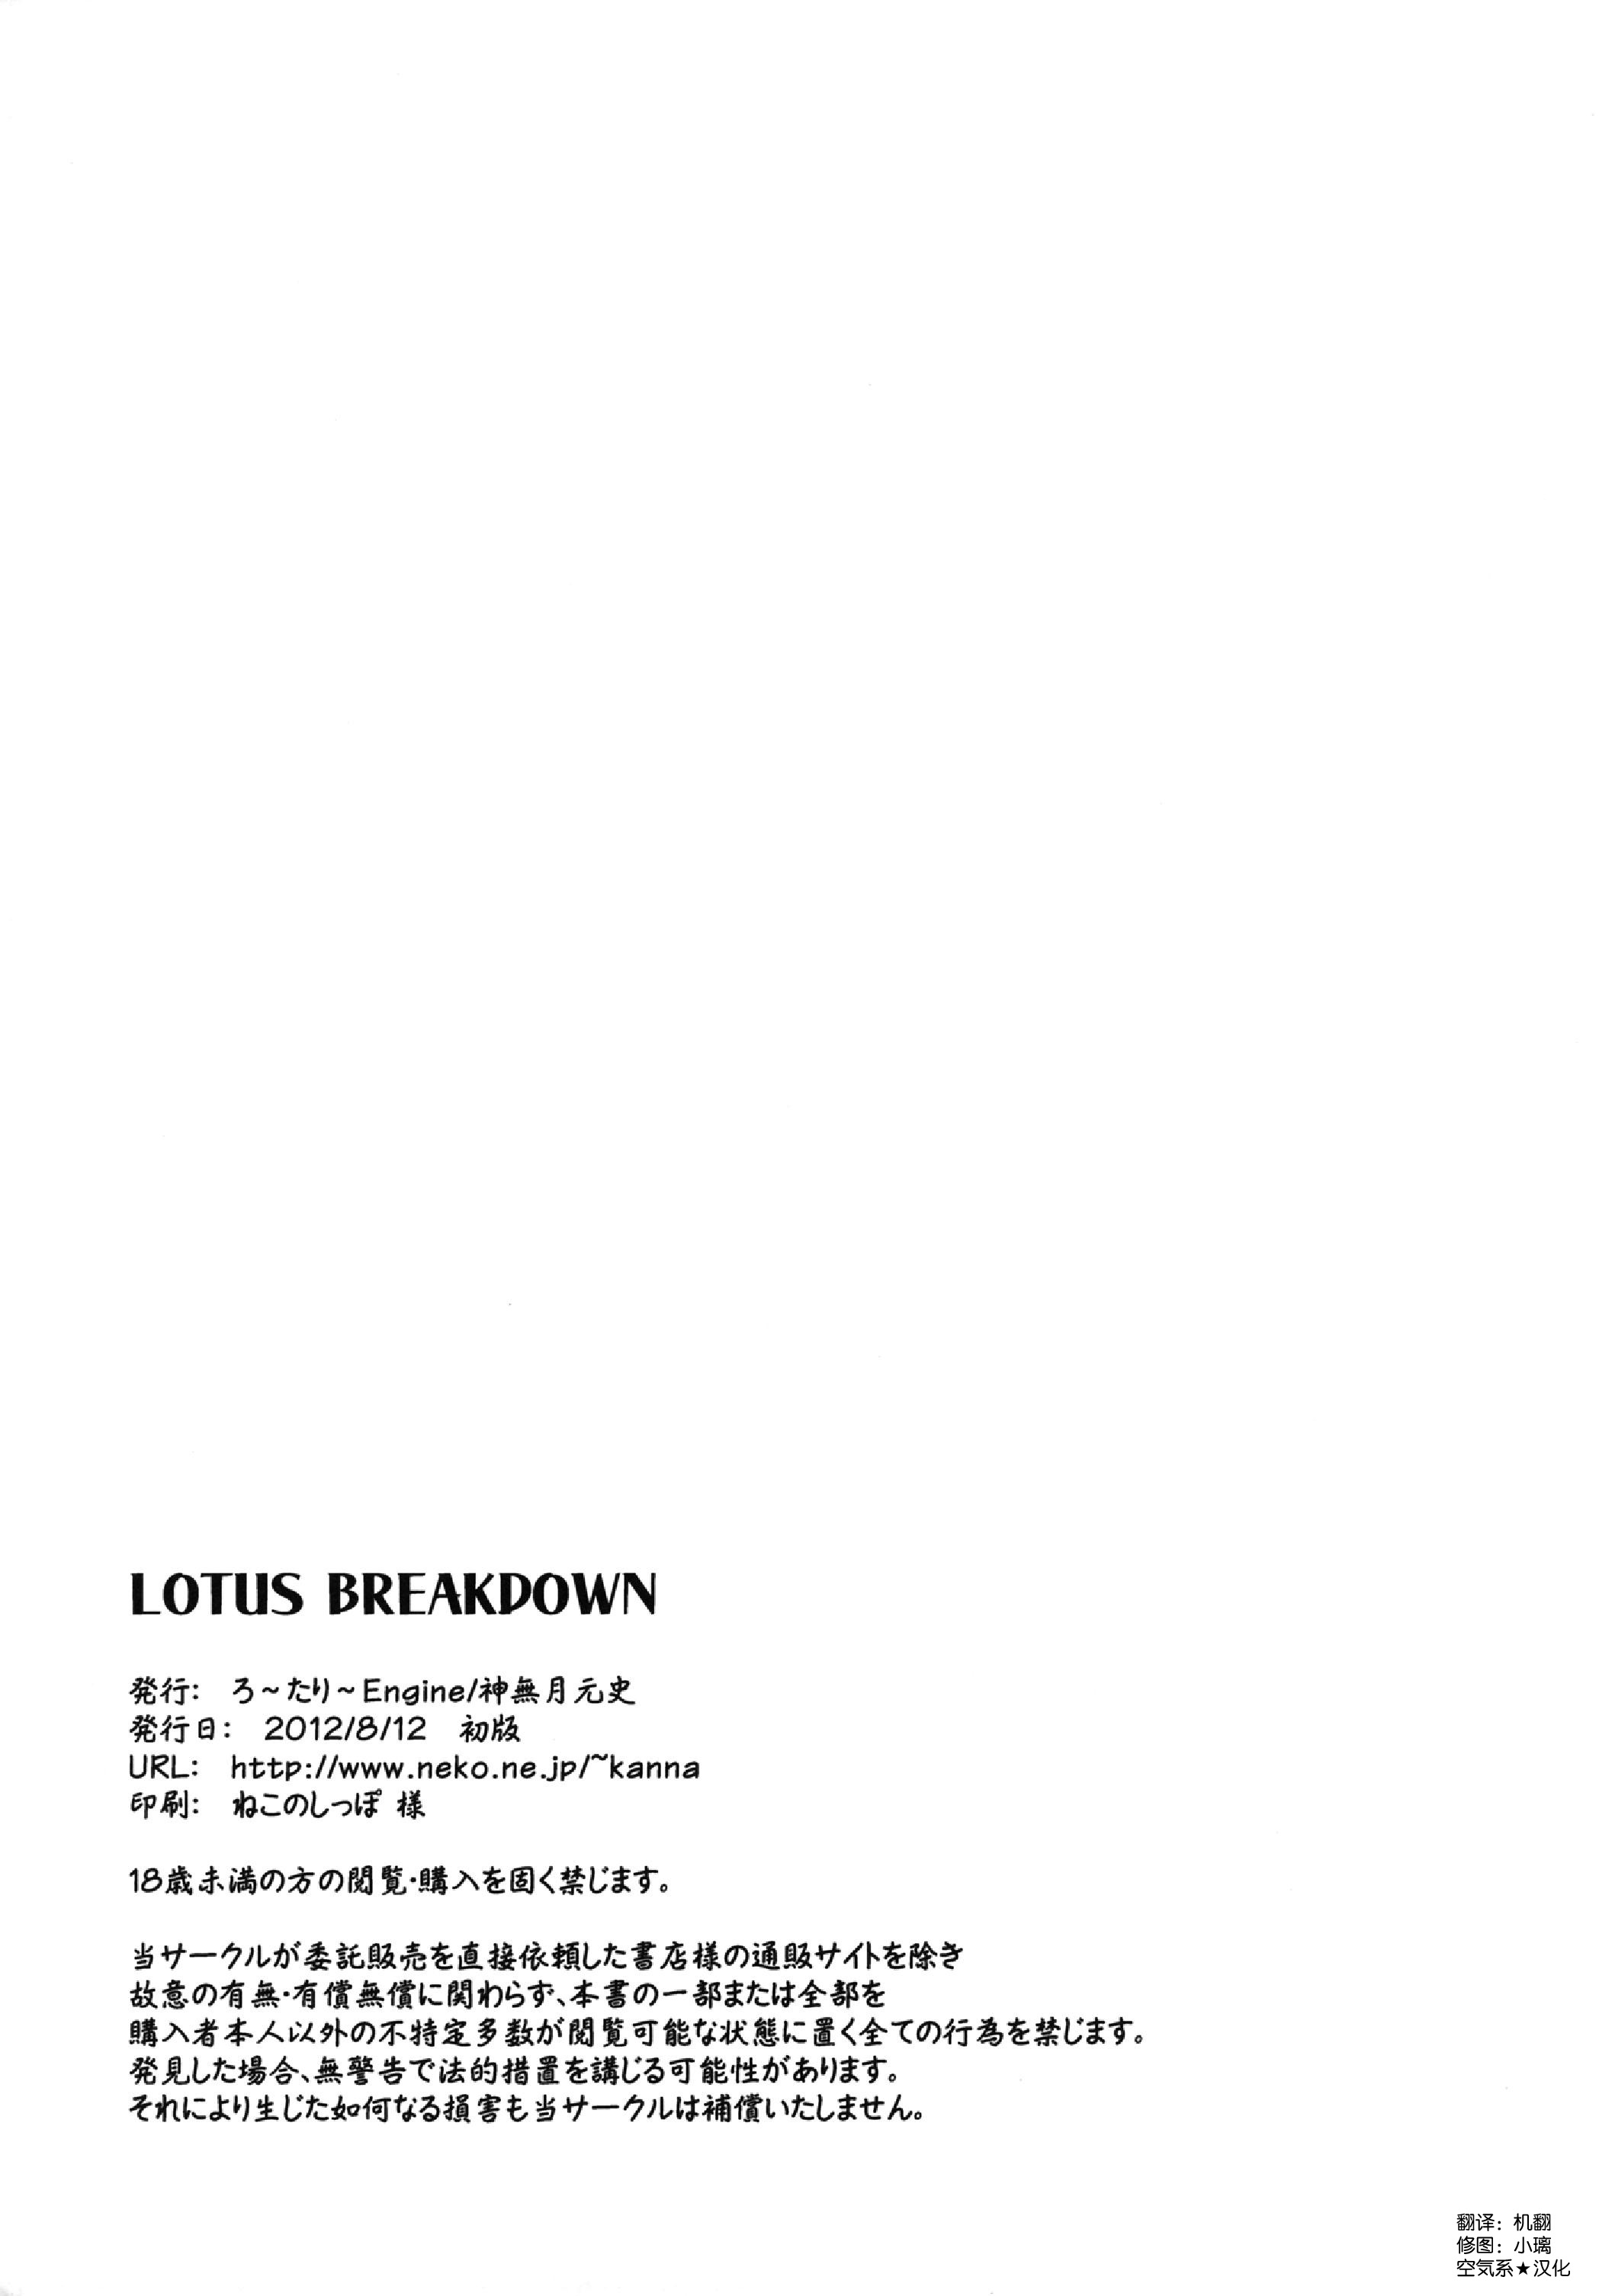 LOTUS BREAKDOWN
発行： ろ～たり～Engine/神無月元史
発行日： 2012/8/12 初版
URL： http://www.neko.ne.jp/~kanna
印刷： ねこのしっぽ 様
18歳未満の方の閲覧・購入を固く禁じます。
当サークルが委託販売を直接依頼した書店様の通販サイトを除き
故意の有無・有償無償に関わらず、本書の一部または全部を
購入者本人以外の不特定多数が閲覧可能な状態に置く全ての行為を禁じます。
発見した場合、無警告で法的措置を講じる可能性があります。
それにより生じた如何なる損害も当サークルは補償いたしません。
翻译：机翻
修图：小璃
空気系★汉化